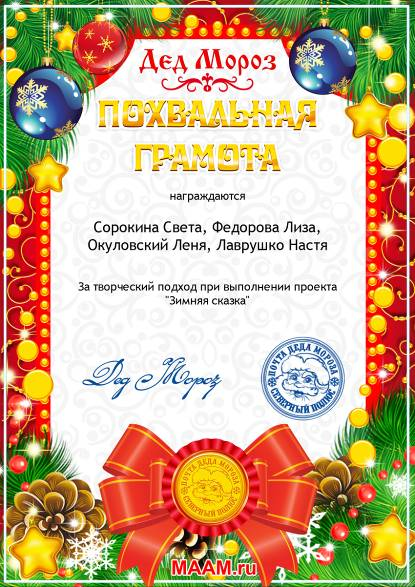 Дед Мороз
ПОХВАЛЬНАЯ
ГРАМОТА
награждаются
Сорокина Света, Федорова Лиза,
Окуловский Леня, Лаврушко Настя
За творческий подход при выполнении проекта
"Зимняя сказка"
Дед Мороз
ПОЧТА ДЕДА МОРОЗА
СЕВЕРНЫЙ ПОЛЮС
ПОЧТА ДЕДА МОРОЗА
СЕВЕРНЫЙ ПОЛЮС
MAAM.ru